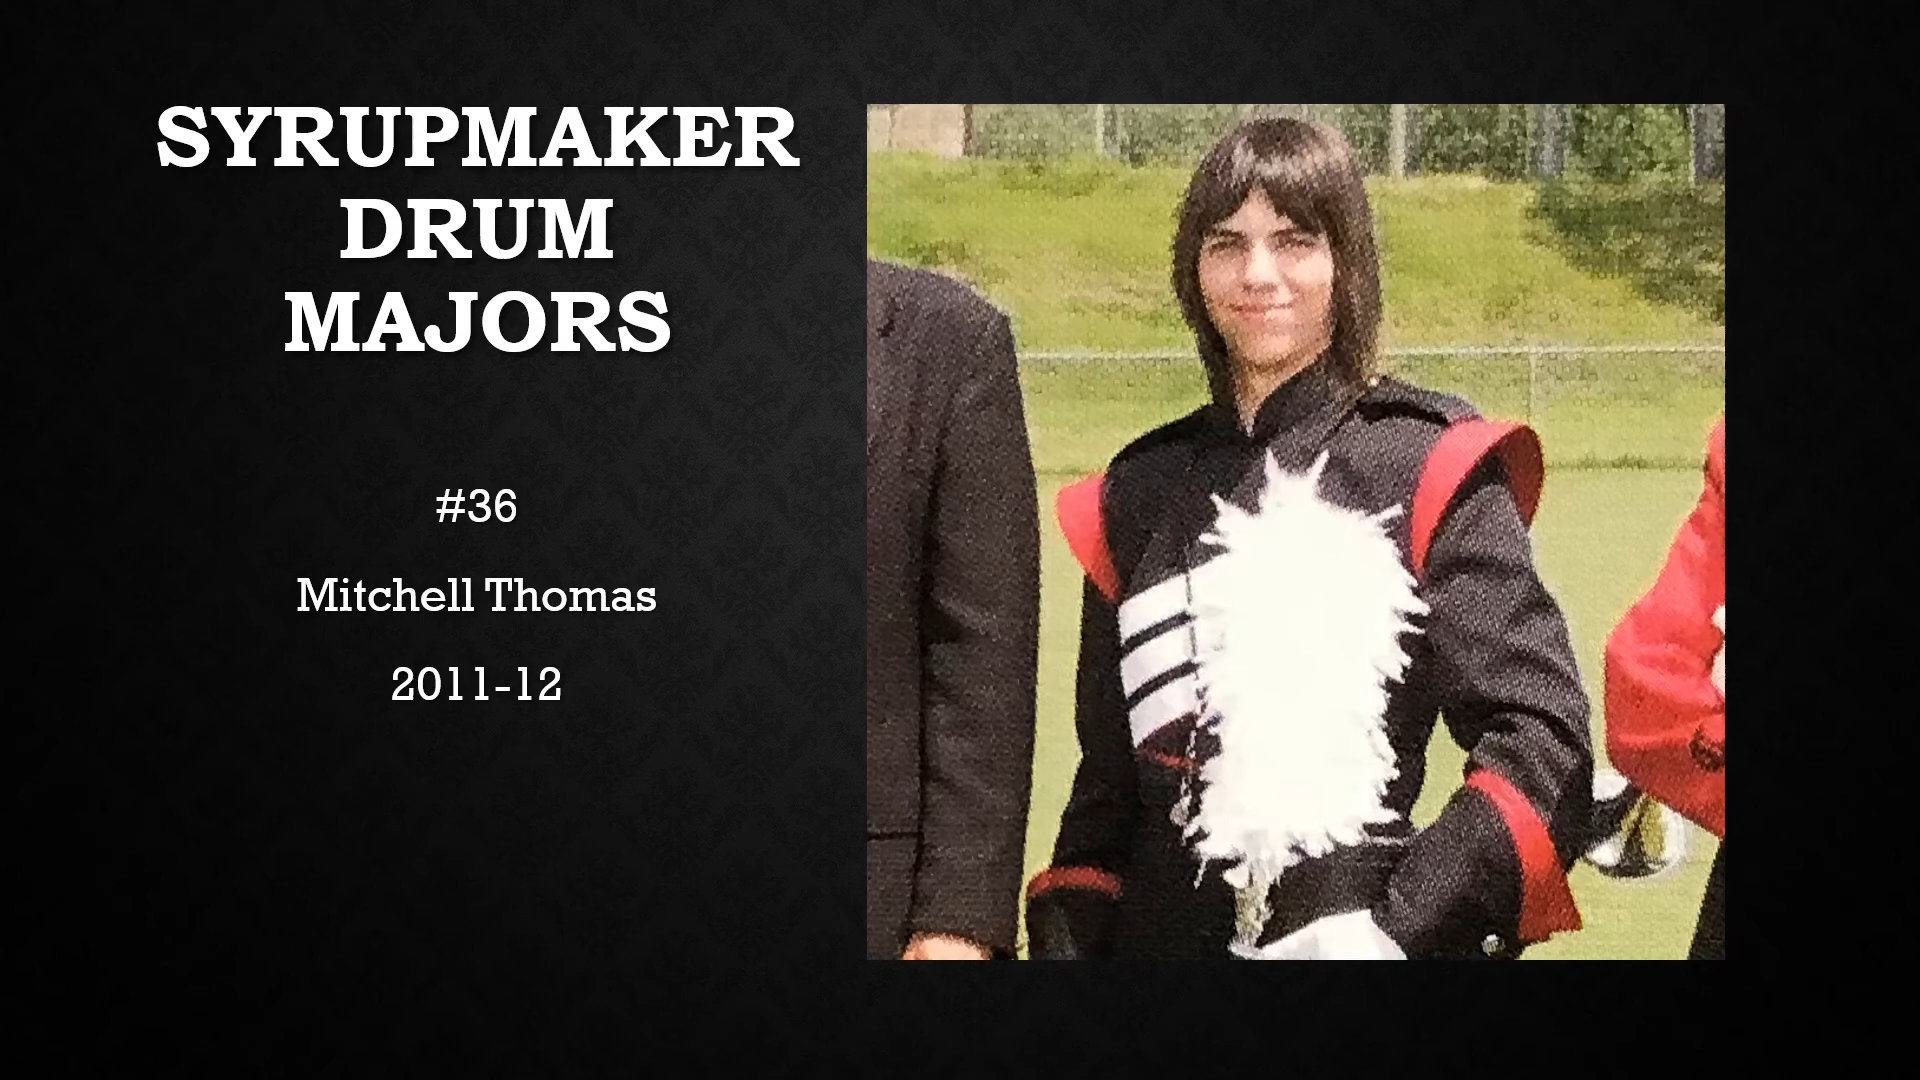 SYRUPMAKER
DRUM
MAJORS
#36
Mitchell Thomas
2011-12